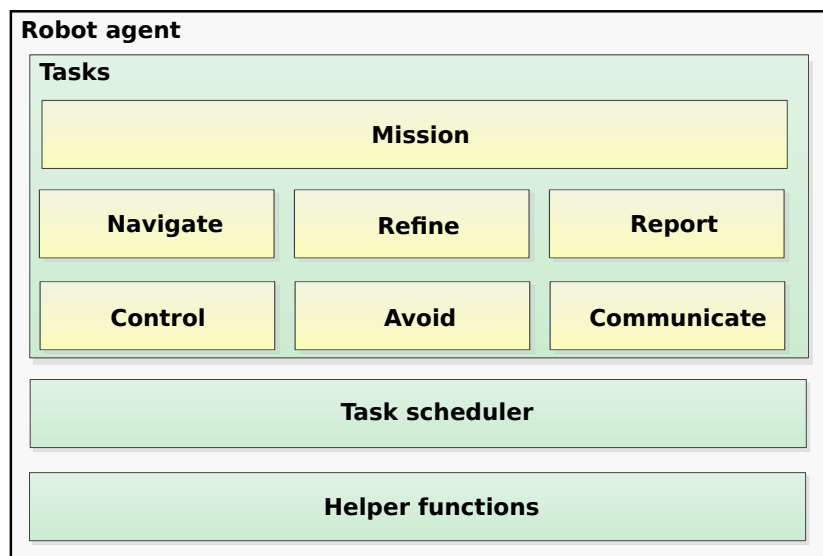 Robot agent
Tasks
Mission
Navigate Refine Report
Control Avoid Communicate
Task scheduler
Helper functions